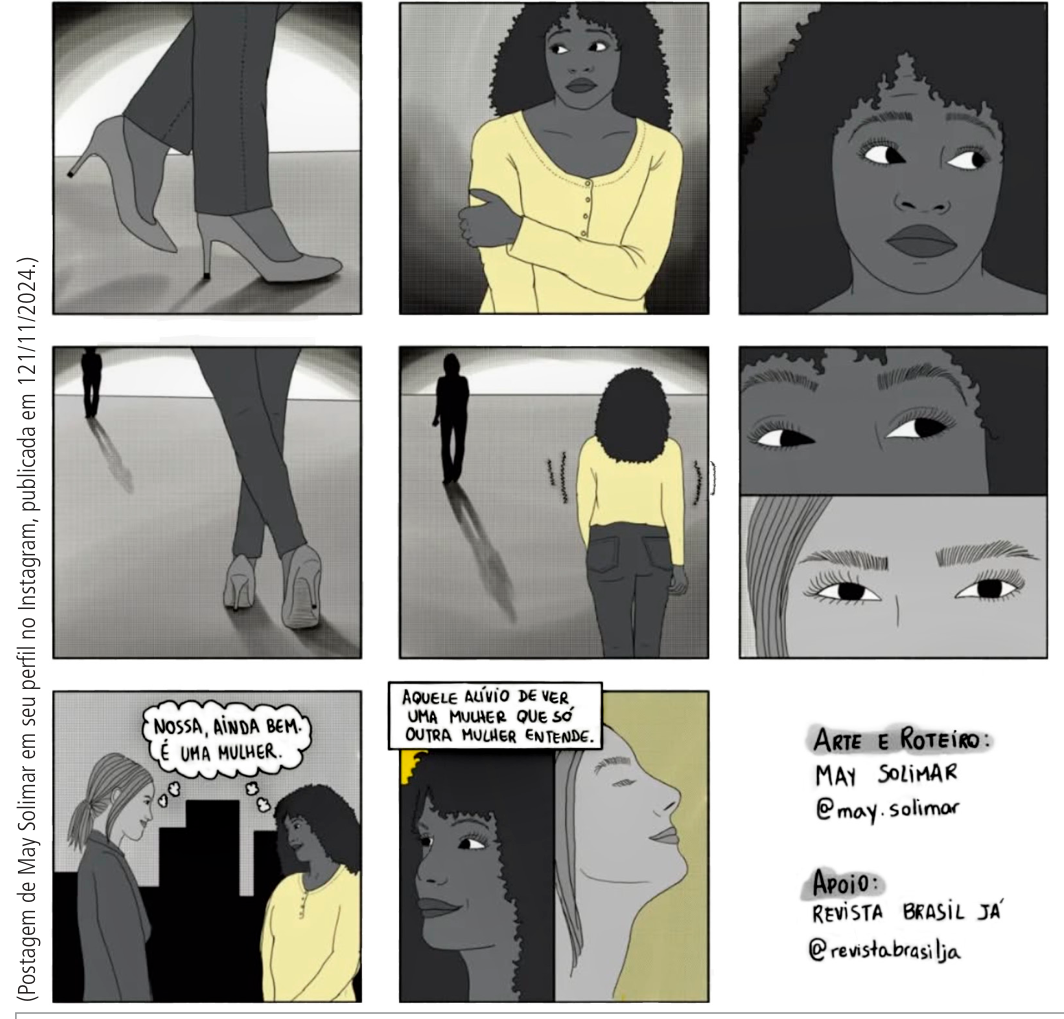 (Postagem de May Solimar em seu perfil no Instagram, publicada em 121/11/2024.)
NOSSA, AINDA BEM.
É UMA MULHER.
AQUELE ALÍVIO DE VER
UMA MULHER QUE SÓ
OUTRA MULHER ENTENDE.
ARTE E ROTEIRO:
MAY SOLIMAR
@may.solimar
APOIO:
REVISTA BRASIL JÁ
@revistabrasilja